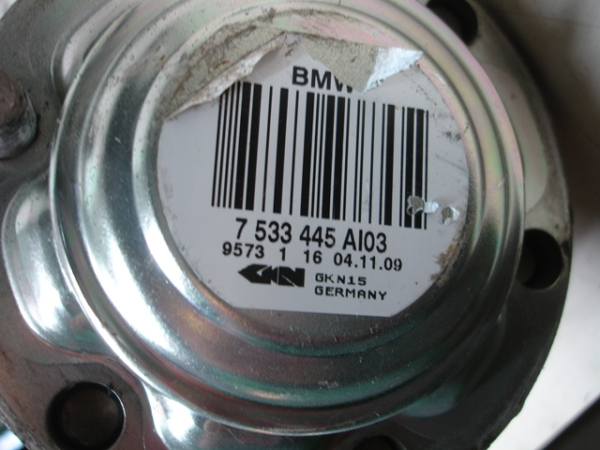 BMW
7 533 445 AI03
9573 1 16 04.11.09
GKN GKN15
GERMANY